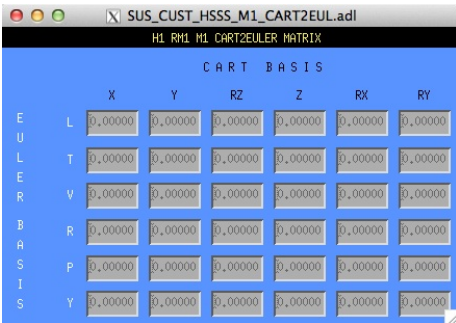 SUS_CUST_HSSS_M1_CART2EUL.adl
H1 RM1 M1 CART2EULER MATRIX
CART BASIS
X Y RZ Z RX RY
EULER BASIS
L 0.00000 0.00000 0.00000 0.00000 0.00000 0.00000
T 0.00000 0.00000 0.00000 0.00000 0.00000 0.00000
V 0.00000 0.00000 0.00000 0.00000 0.00000 0.00000
R 0.00000 0.00000 0.00000 0.00000 0.00000 0.00000
P 0.00000 0.00000 0.00000 0.00000 0.00000 0.00000
Y 0.00000 0.00000 0.00000 0.00000 0.00000 0.00000